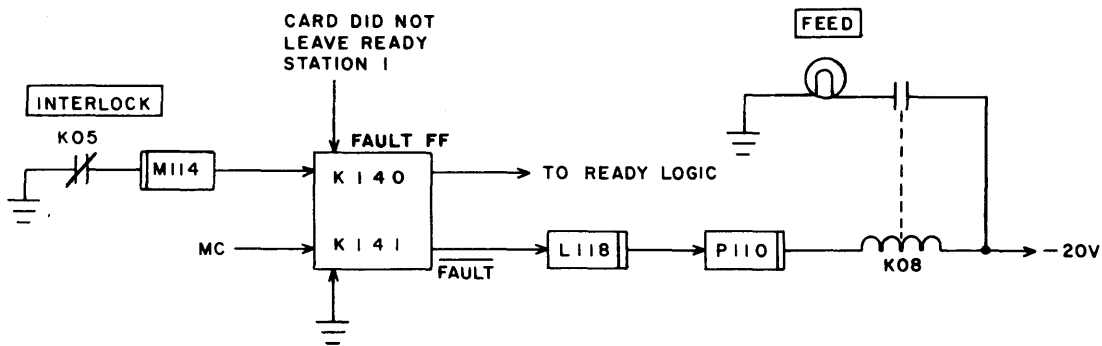 CARD DID NOT
LEAVE READY
STATION I
FEED
INTERLOCK
K05
M114
FAULT FF
K140
TO READY LOGIC
MC
K141
FAULT
L118
P110
K08
-20V